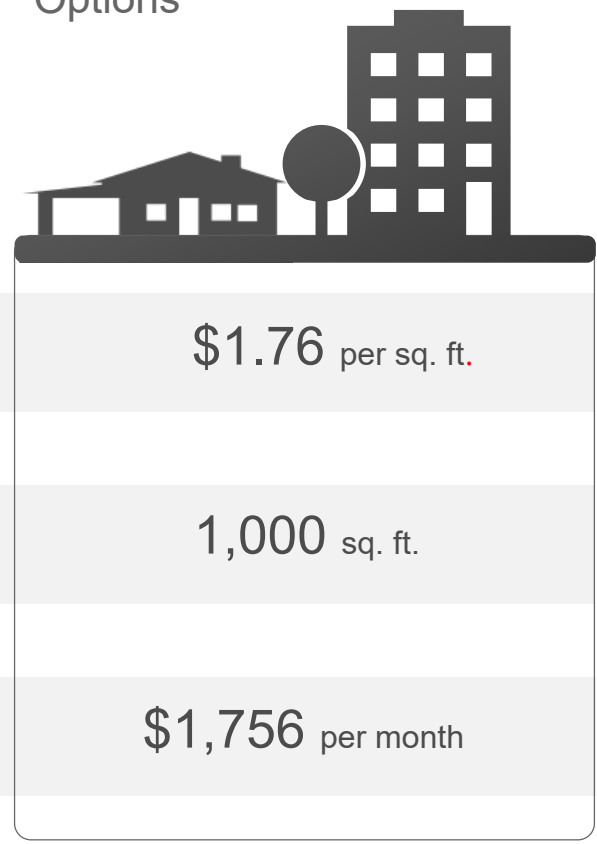 Options
$1.76 per sq. ft.
1,000 sq. ft.
$1,756 per month